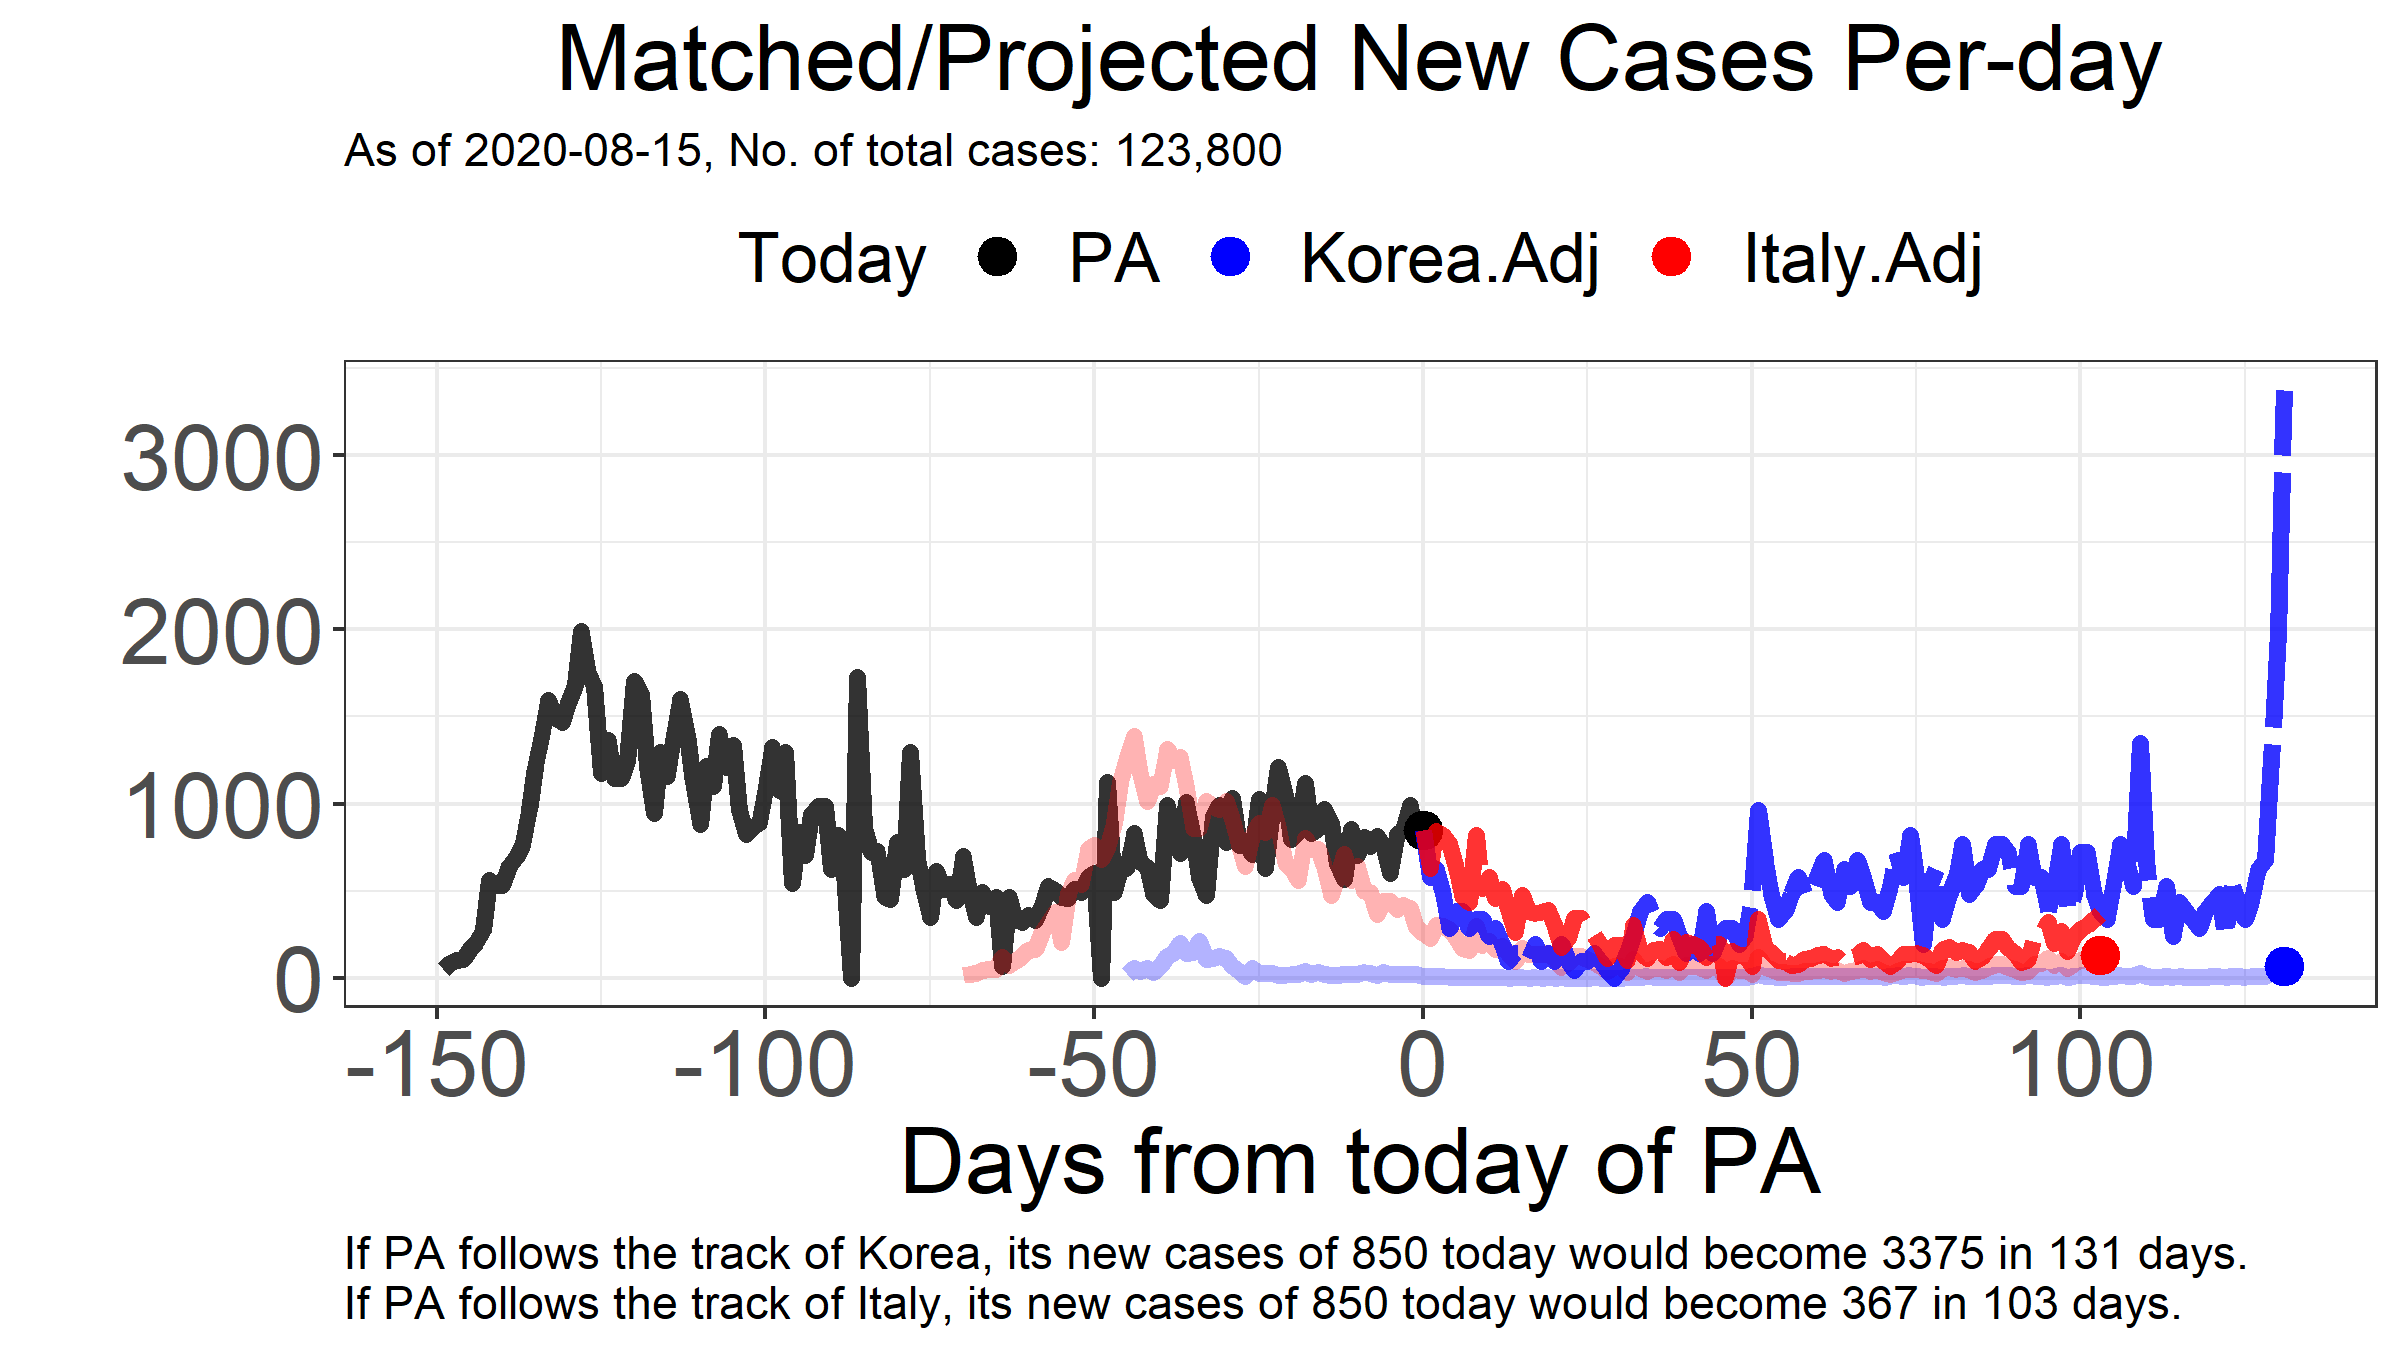 Matched/Projected New Cases Per-day
As of 2020-08-15, No. of total cases: 123,800
Today PA Korea.Adj Italy.Adj
3000
2000
1000
0
-150 -100 -50 0 50 100
Days from today of PA
If PA follows the track of Korea, its new cases of 850 today would become 3375 in 131 days.
If PA follows the track of Italy, its new cases of 850 today would become 367 in 103 days.